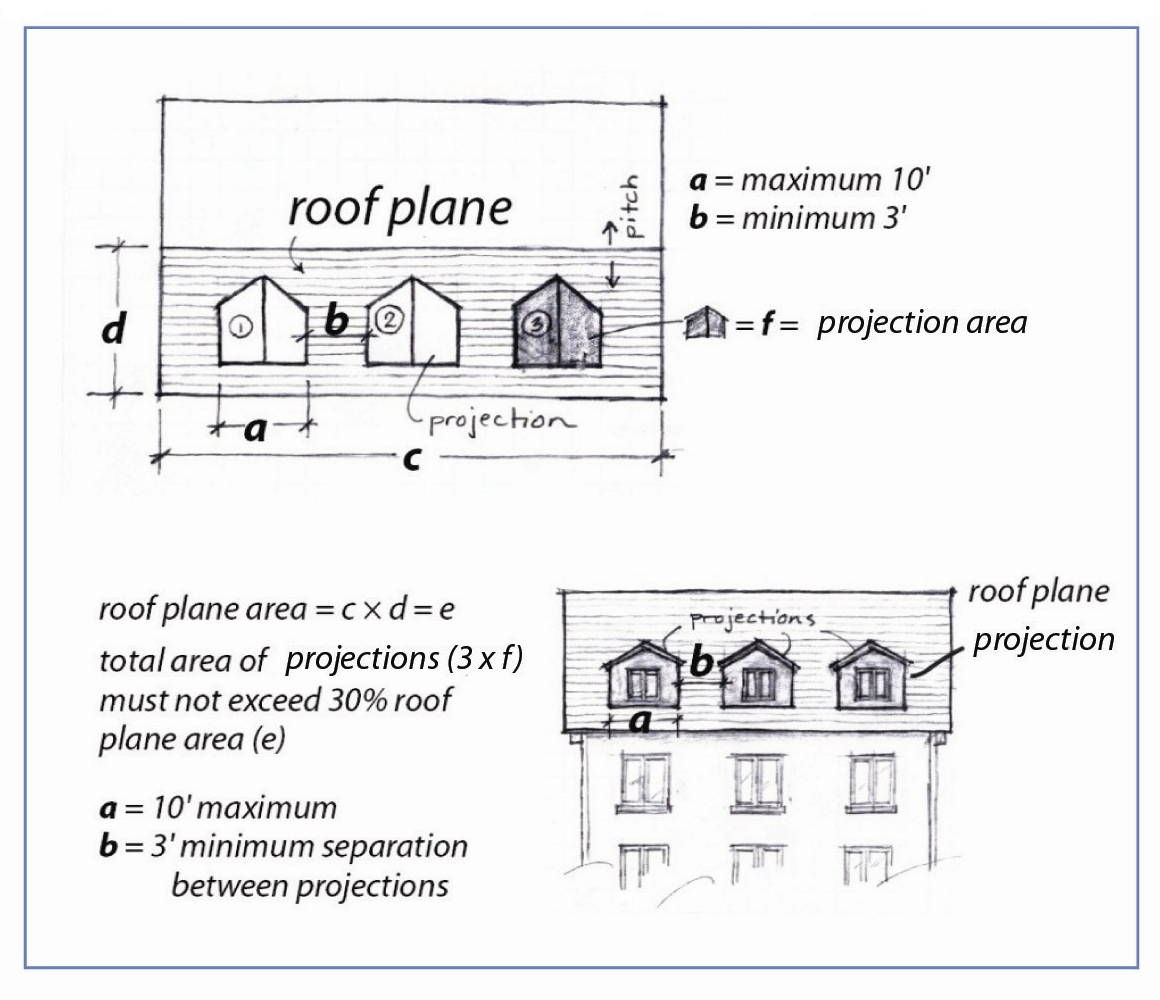 roof plane
pitch
a = maximum 10'
b = minimum 3'
d
1
b
2
3
= f = projection area
a
projection
c
roof plane area = c × d = e
total area of projections (3 x f)
must not exceed 30% roof
plane area (e)
a = 10' maximum
b = 3' minimum separation
between projections
roof plane
projections
projection
b
a